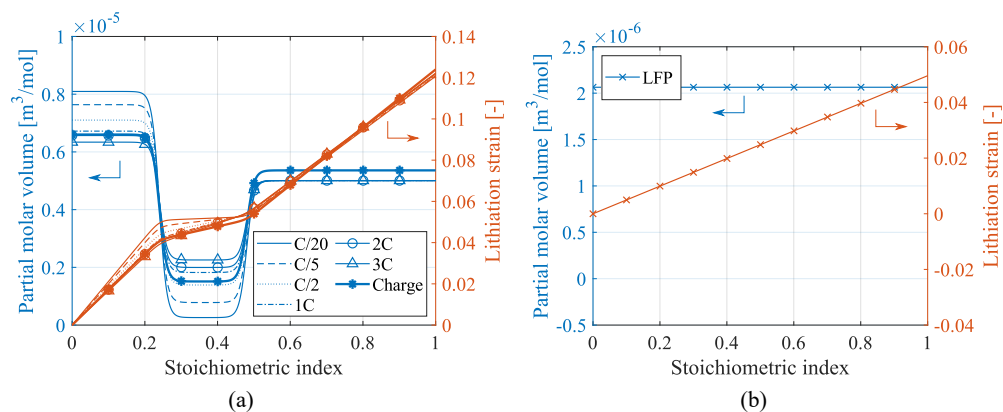 ×10⁻⁵
1
0.8
0.6
0.4
0.2
0
Partial molar volume [m³/mol]
0.14
0.12
0.1
0.08
0.06
0.04
0.02
0
Lithiation strain [-]
C/20
C/5
C/2
1C
2C
3C
Charge
0 0.2 0.4 0.6 0.8 1
Stoichiometric index
(a)
×10⁻⁶
2.5
2
1.5
1
0.5
0
-0.5
Partial molar volume [m³/mol]
LFP
0.06
0.04
0.02
0
-0.02
-0.04
Lithiation strain [-]
0 0.2 0.4 0.6 0.8 1
Stoichiometric index
(b)